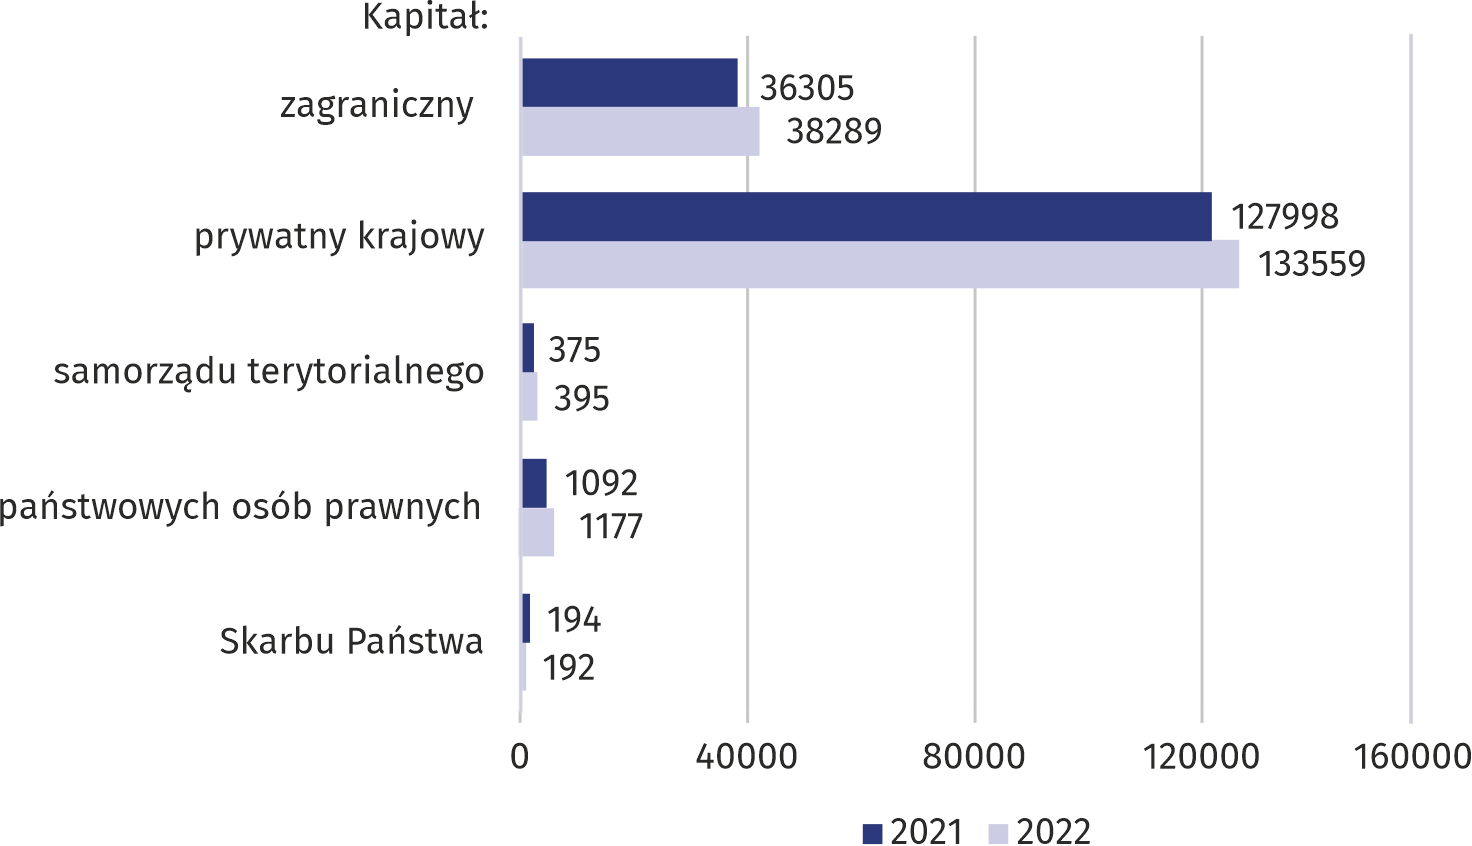 Kapitał:
zagraniczny
36305
38289
prywatny krajowy
127998
133559
samorządu terytorialnego
375
395
państwowych osób prawnych
1092
1177
Skarbu Państwa
194
192
0 40000 80000 120000 160000
2021 2022